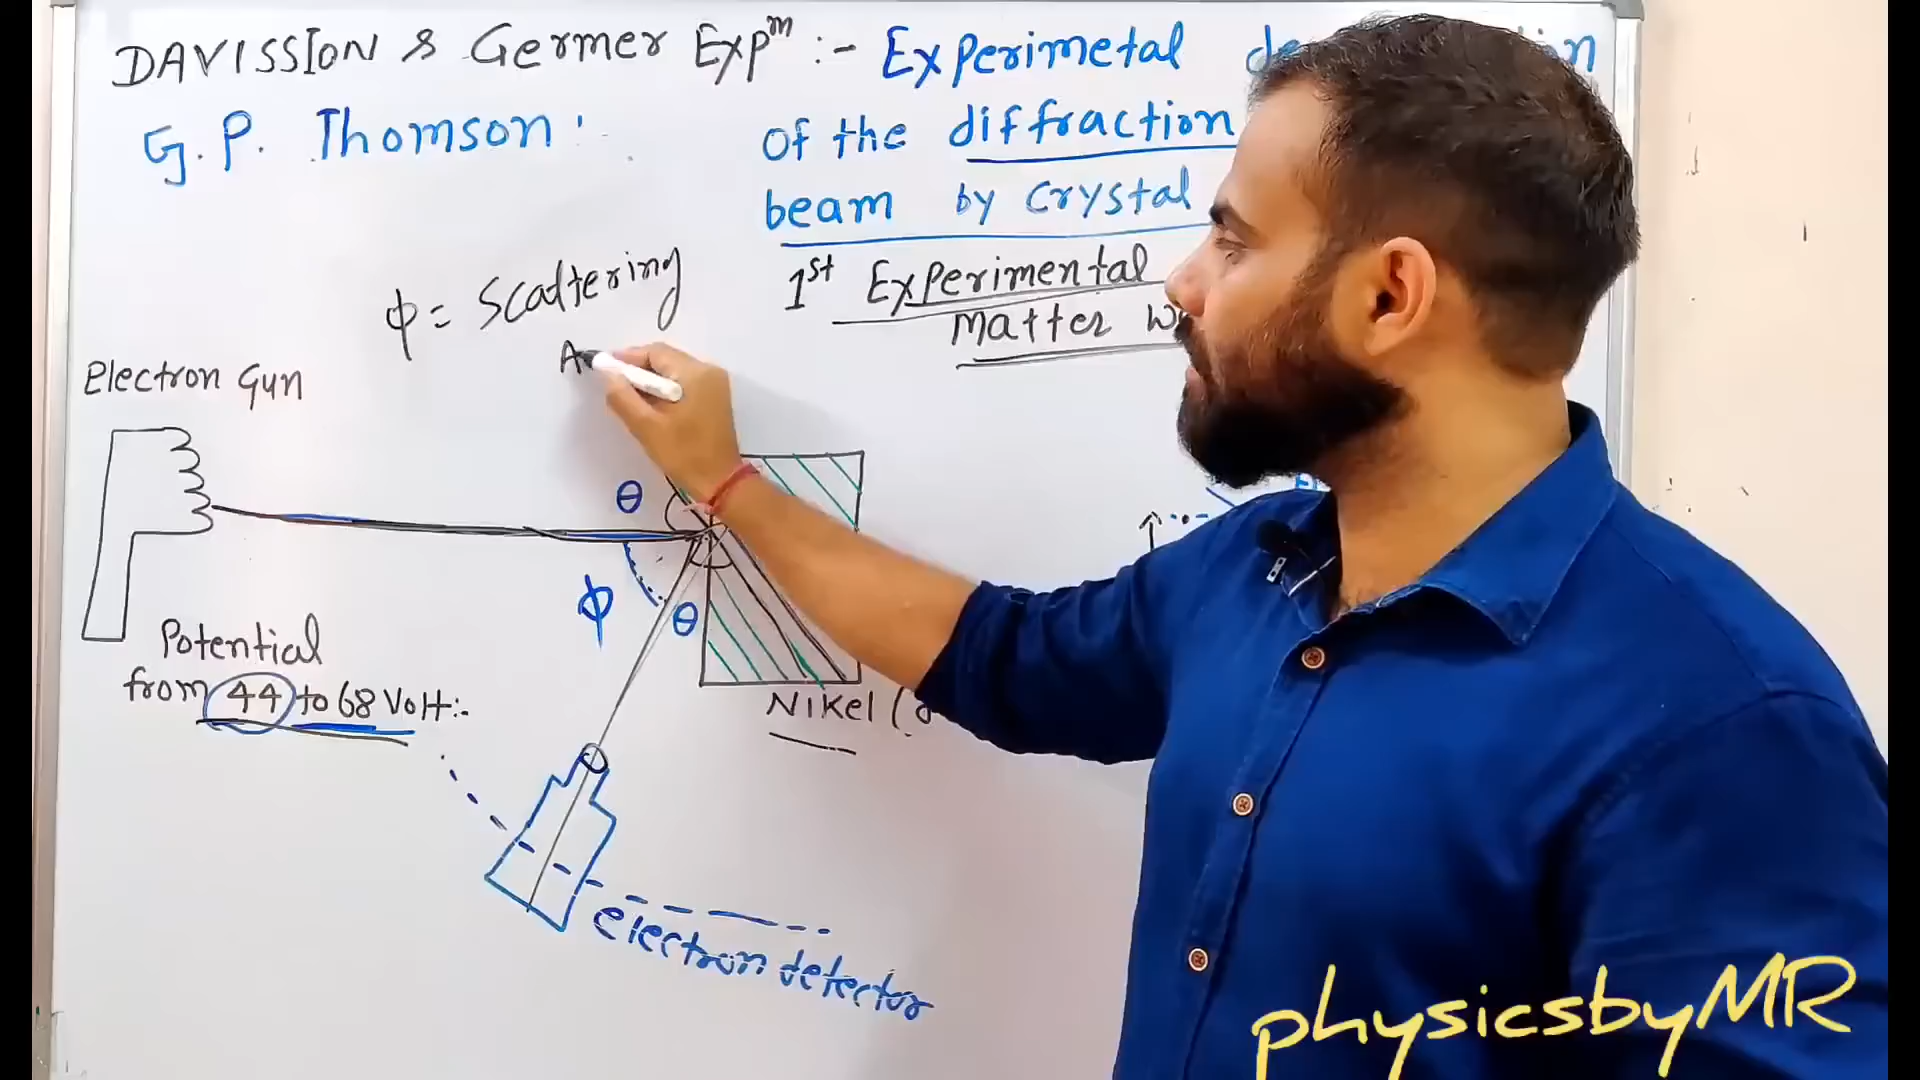 DAVISSION & Germer Expm :- Experimetal
G. P. Thomson :-
of the diffraction
beam by crystal
1st Experimental
matter
φ = Scattering
Electron Gun
θ
φ
θ
Potential
from 44 to 68 Volt:-
Nikel
electron detector
physicsbyMR